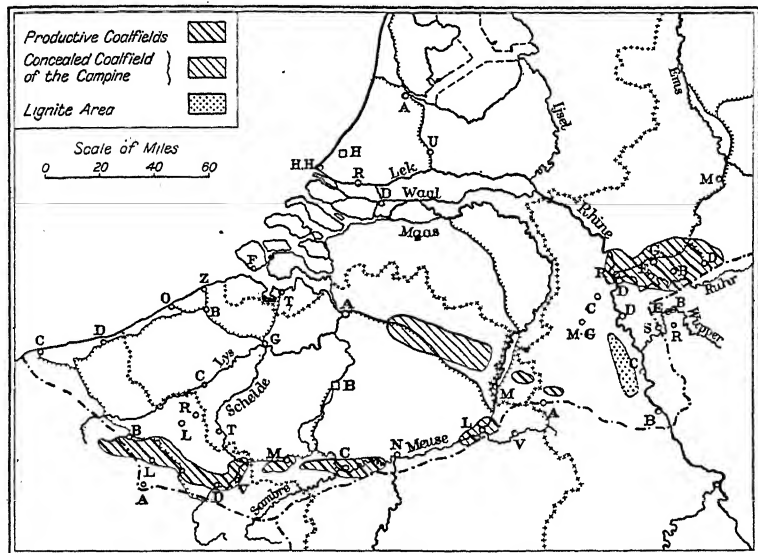 Productive Coalfields
Concealed Coalfield
of the Campine
Lignite Area
Scale of Miles
0 20 40 60
Ems
Ijsel
A
U
H
H.H.
R
Lek
D
Waal
M
Rhine
Maas
F
R
E
B
D
Ruhr
D
Z
O
B
T
A
C
D
E
B
Wupper
M-G
S
R
D
C
Lys
G
C
C
Schelde
B
M
R
L
T
L
A
B
B
M
C
N
Meuse
V
L
A
D
V
Sambre